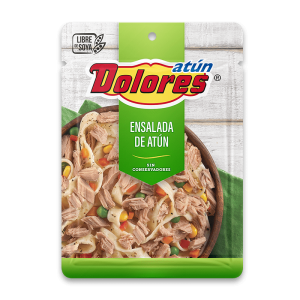 LIBRE
DE SOYA
atún
Dolores®
ENSALADA
DE ATÚN
SIN
CONSERVADORES